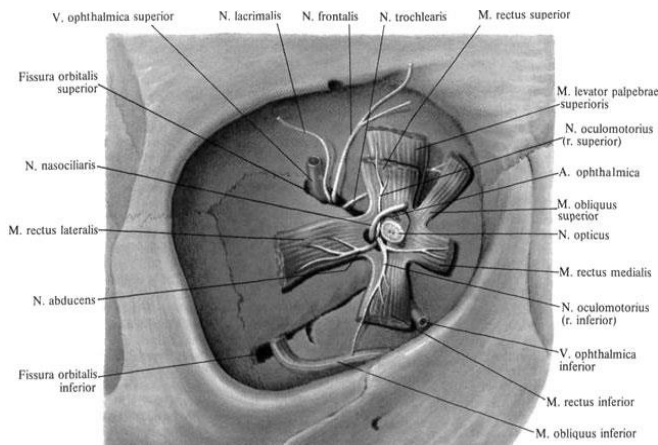 V. ophthalmica superior
N. lacrimalis
N. frontalis
N. trochlearis
M. rectus superior
Fissura orbitalis
superior
N. nasociliaris
M. rectus lateralis
N. abducens
Fissura orbitalis
inferior
M. levator palpebrae
superioris
N. oculomotorius
(r. superior)
A. ophthalmica
M. obliquus
superior
N. opticus
M. rectus medialis
N. oculomotorius
(r. inferior)
V. ophthalmica
inferior
M. rectus inferior
M. obliquus inferior